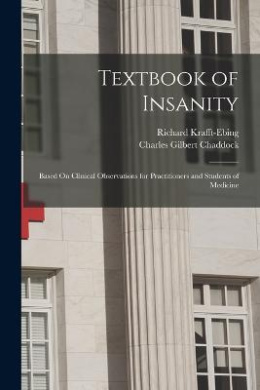 Textbook of
Insanity
Richard Krafft-Ebing
Charles Gilbert Chaddock
Based On Clinical Observations for Practitioners and Students of
Medicine